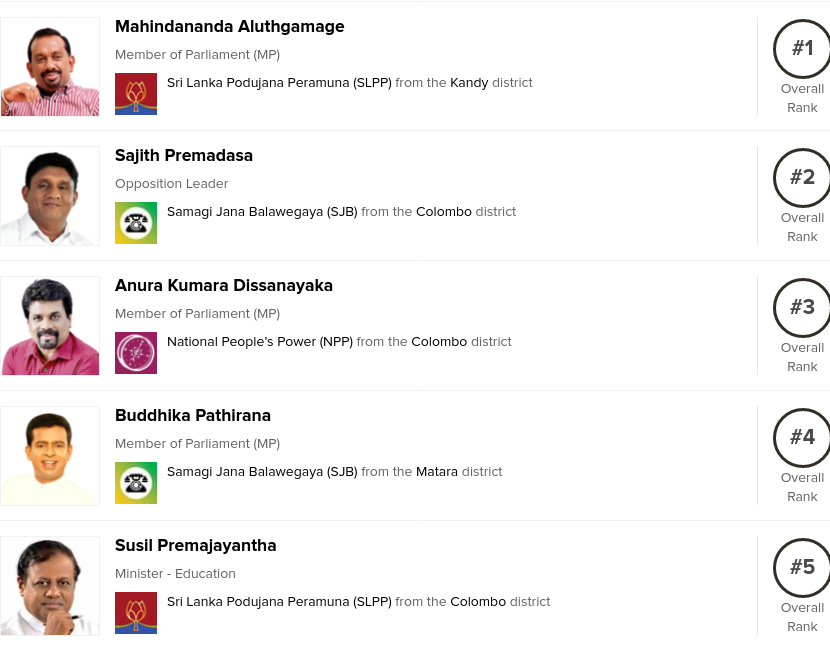 Mahindananda Aluthgamage
Member of Parliament (MP)
Sri Lanka Podujana Peramuna (SLPP) from the Kandy district
#1
Overall
Rank
Sajith Premadasa
Opposition Leader
Samagi Jana Balawegaya (SJB) from the Colombo district
#2
Overall
Rank
Anura Kumara Dissanayaka
Member of Parliament (MP)
National People’s Power (NPP) from the Colombo district
#3
Overall
Rank
Buddhika Pathirana
Member of Parliament (MP)
Samagi Jana Balawegaya (SJB) from the Matara district
#4
Overall
Rank
Susil Premajayantha
Minister - Education
Sri Lanka Podujana Peramuna (SLPP) from the Colombo district
#5
Overall
Rank